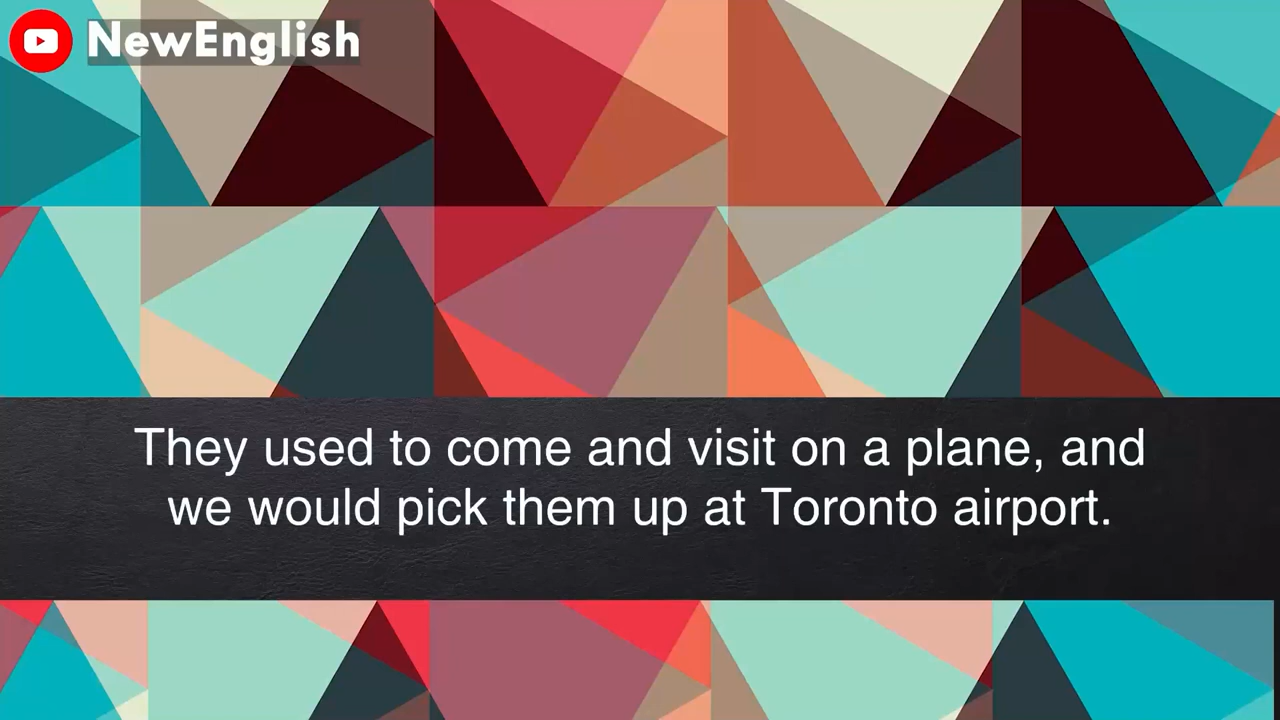 NewEnglish
They used to come and visit on a plane, and
we would pick them up at Toronto airport.